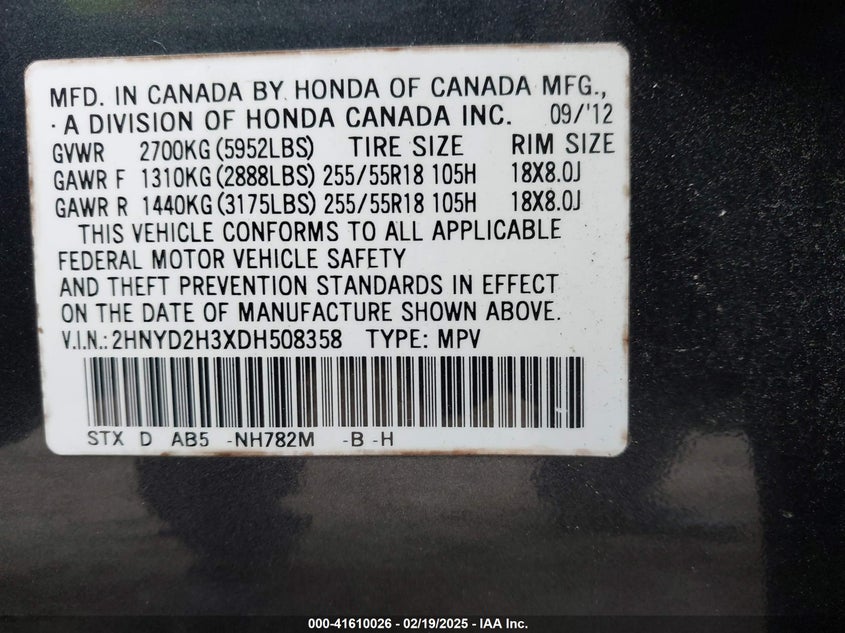 MFD. IN CANADA BY HONDA OF CANADA MFG.,
A DIVISION OF HONDA CANADA INC. 09/'12
GVWR 2700KG (5952LBS) TIRE SIZE RIM SIZE
GAWR F 1310KG (2888LBS) 255/55R18 105H 18X8.0J
GAWR R 1440KG (3175LBS) 255/55R18 105H 18X8.0J
THIS VEHICLE CONFORMS TO ALL APPLICABLE
FEDERAL MOTOR VEHICLE SAFETY
AND THEFT PREVENTION STANDARDS IN EFFECT
ON THE DATE OF MANUFACTURE SHOWN ABOVE.
V.I.N.: 2HNYD2H3XDH508358 TYPE: MPV
STX D AB5 -NH782M -B -H
000-41610026 - 02/19/2025 - IAA Inc.